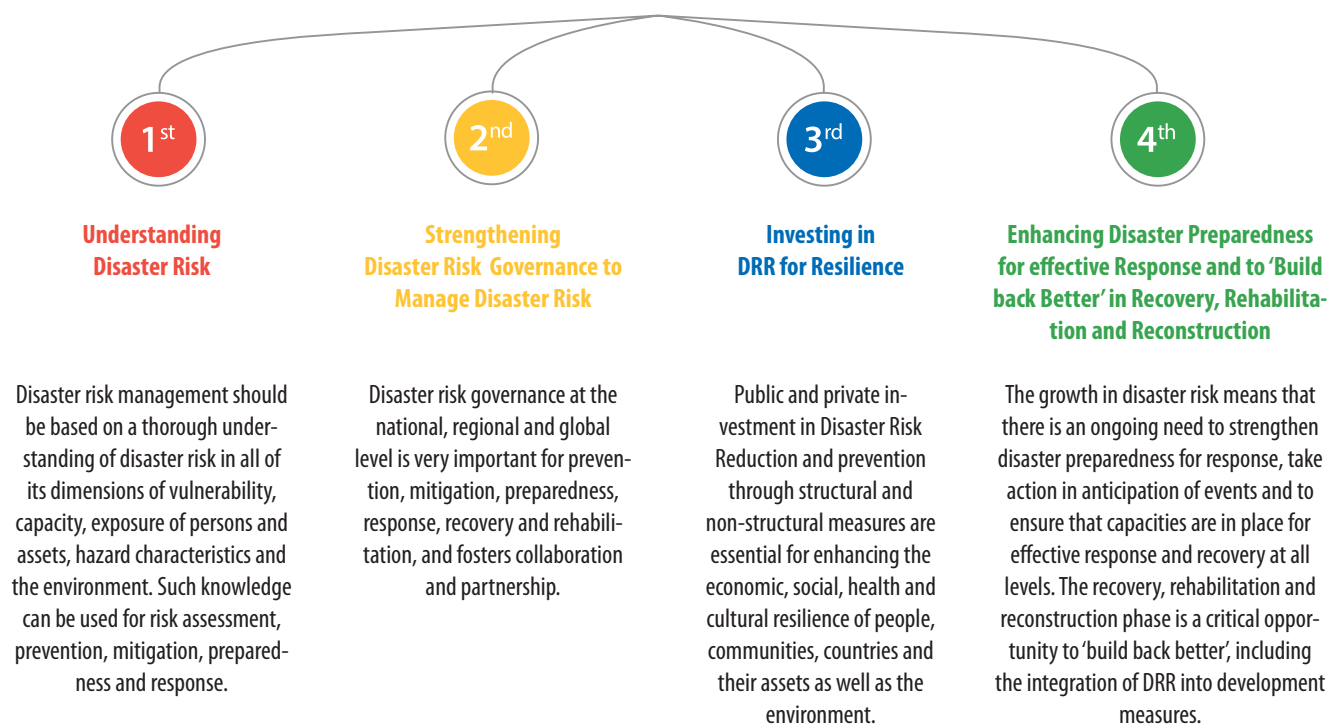 1st
Understanding
Disaster Risk
Disaster risk management should
be based on a thorough under-
standing of disaster risk in all of
its dimensions of vulnerability,
capacity, exposure of persons and
assets, hazard characteristics and
the environment. Such knowledge
can be used for risk assessment,
prevention, mitigation, prepared-
ness and response.
2nd
Strengthening
Disaster Risk Governance to
Manage Disaster Risk
Disaster risk governance at the
national, regional and global
level is very important for preven-
tion, mitigation, preparedness,
response, recovery and rehabili-
tation, and fosters collaboration
and partnership.
3rd
Investing in
DRR for Resilience
Public and private in-
vestment in Disaster Risk
Reduction and prevention
through structural and
non-structural measures are
essential for enhancing the
economic, social, health and
cultural resilience of people,
communities, countries and
their assets as well as the
environment.
4th
Enhancing Disaster Preparedness
for effective Response and to ‘Build
back Better’ in Recovery, Rehabilita-
tion and Reconstruction
The growth in disaster risk means that
there is an ongoing need to strengthen
disaster preparedness for response, take
action in anticipation of events and to
ensure that capacities are in place for
effective response and recovery at all
levels. The recovery, rehabilitation and
reconstruction phase is a critical oppor-
tunity to ‘build back better’, including
the integration of DRR into development
measures.